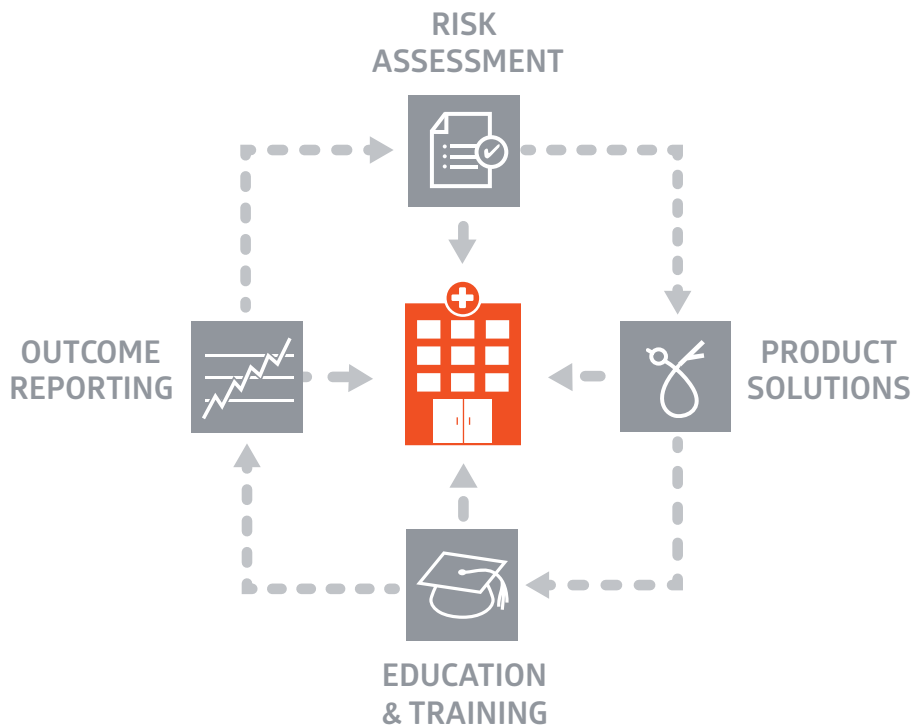 RISK
ASSESSMENT
OUTCOME
REPORTING
PRODUCT
SOLUTIONS
EDUCATION
& TRAINING